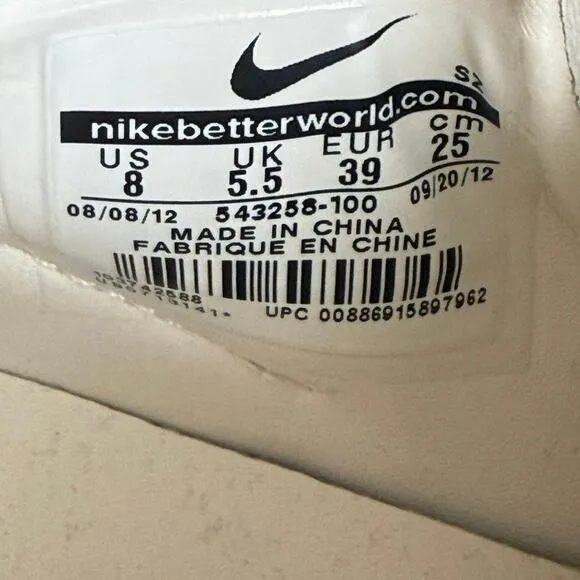 SZ
nikebetterworld.com
US UK EUR cm
8 5.5 39 25
08/08/12 543258-100 09/20/12
MADE IN CHINA
FABRIQUE EN CHINE
UPC 00886915897962